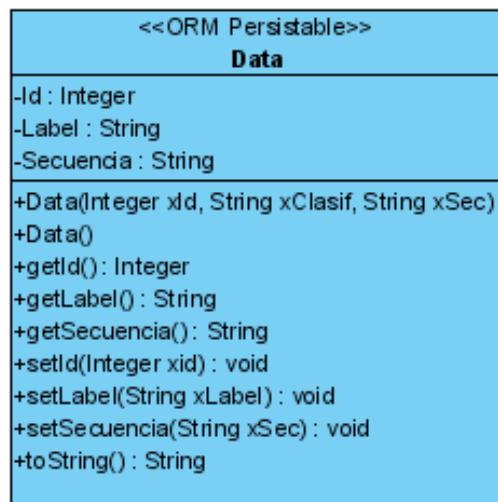 <<ORM Persistable>>
Data
-Id : Integer
-Label : String
-Secuencia : String
+Data(Integer xId, String xClasif, String xSec)
+Data()
+getId() : Integer
+getLabel() : String
+getSecuencia() : String
+setId(Integer xid) : void
+setLabel(String xLabel) : void
+setSecuencia(String xSec) : void
+toString() : String